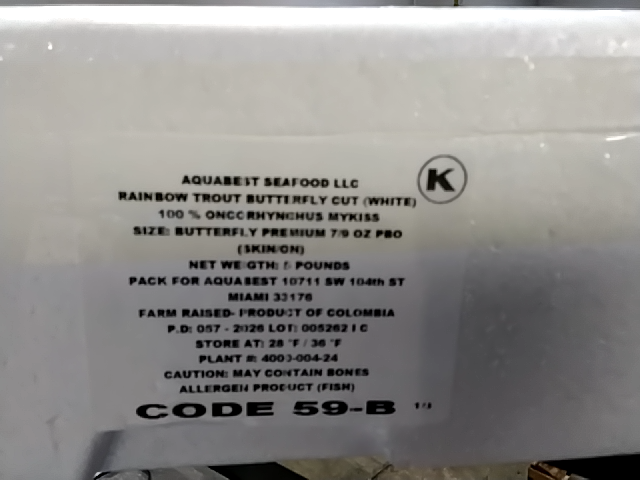 K
AQUABEST SEAFOOD LLC
RAINBOW TROUT BUTTERFLY CUT (WHITE)
100 % ONCORHYNCHUS MYKISS
SIZE: BUTTERFLY PREMIUM 7/9 OZ PBO
(SKIN/ON)
NET WEIGTH: 5 POUNDS
PACK FOR AQUABEST 10711 SW 104th ST
MIAMI 33176
FARM RAISED- PRODUCT OF COLOMBIA
P.D: 057 - 2026 LOT: 005262 1 C
STORE AT: 28 °F / 36 °F
PLANT #: 4003-004-24
CAUTION: MAY CONTAIN BONES
ALLERGEN PRODUCT (FISH)
CODE 59-B